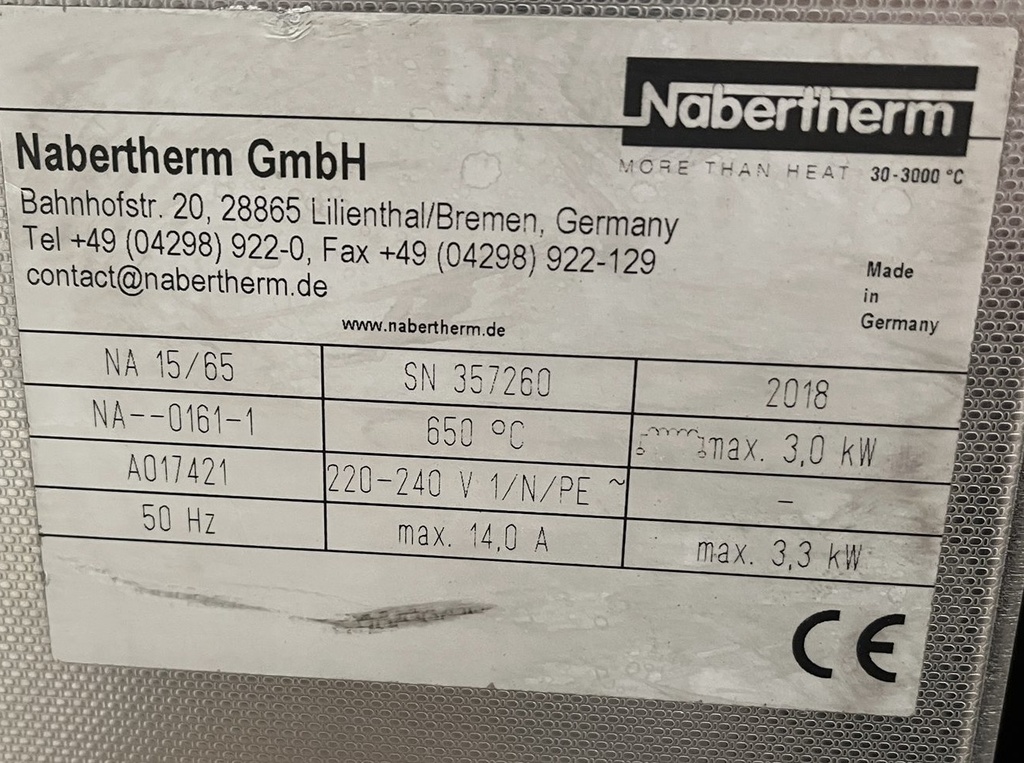 Nabertherm
MORE THAN HEAT 30-3000 °C
Nabertherm GmbH
Bahnhofstr. 20, 28865 Lilienthal/Bremen, Germany
Tel +49 (04298) 922-0, Fax +49 (04298) 922-129
contact@nabertherm.de
Made
in
Germany
www.nabertherm.de
NA 15/65 SN 357260 2018
NA--0161-1 650 °C max. 3,0 kW
A017421 220-240 V 1/N/PE ~ -
50 Hz max. 14,0 A max. 3,3 kW
CE